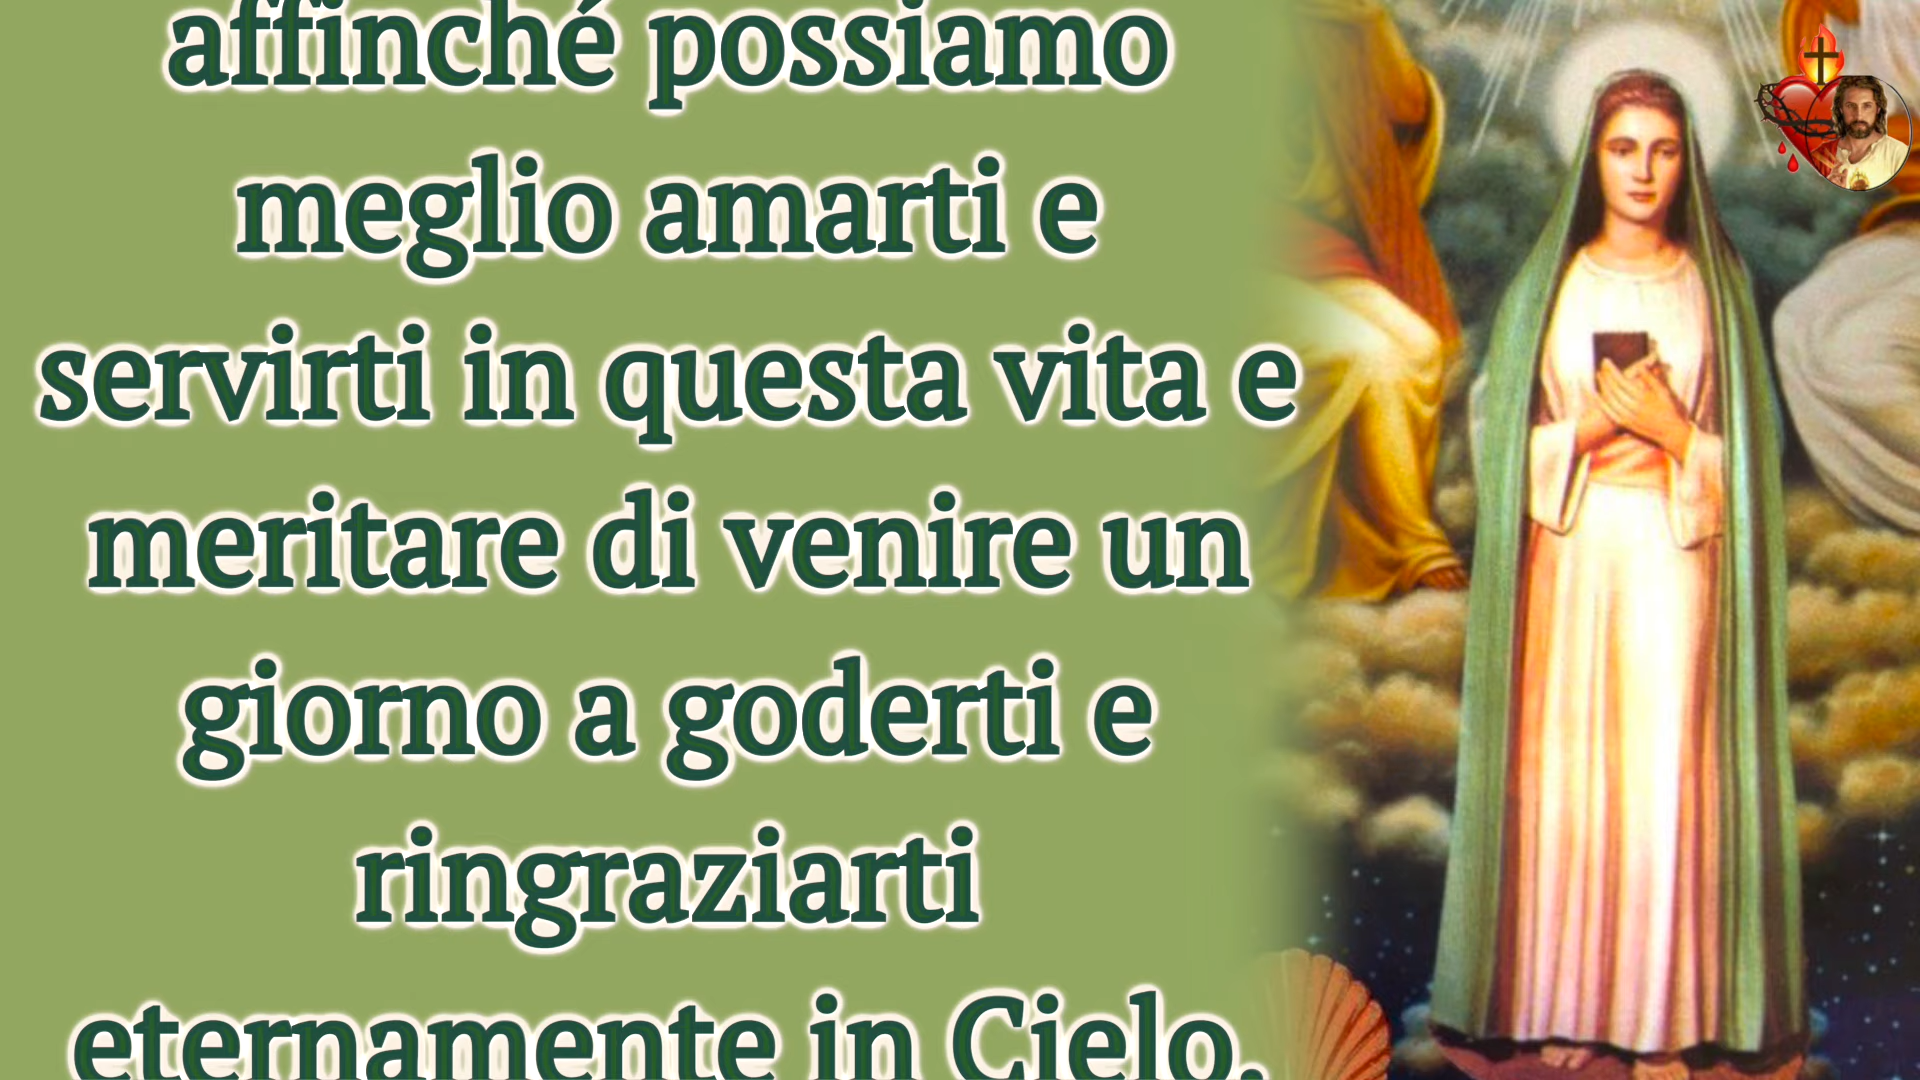 affinché possiamo
meglio amarti e
servirti in questa vita e
meritare di venire un
giorno a goderti e
ringraziarti
eternamente in Cielo.